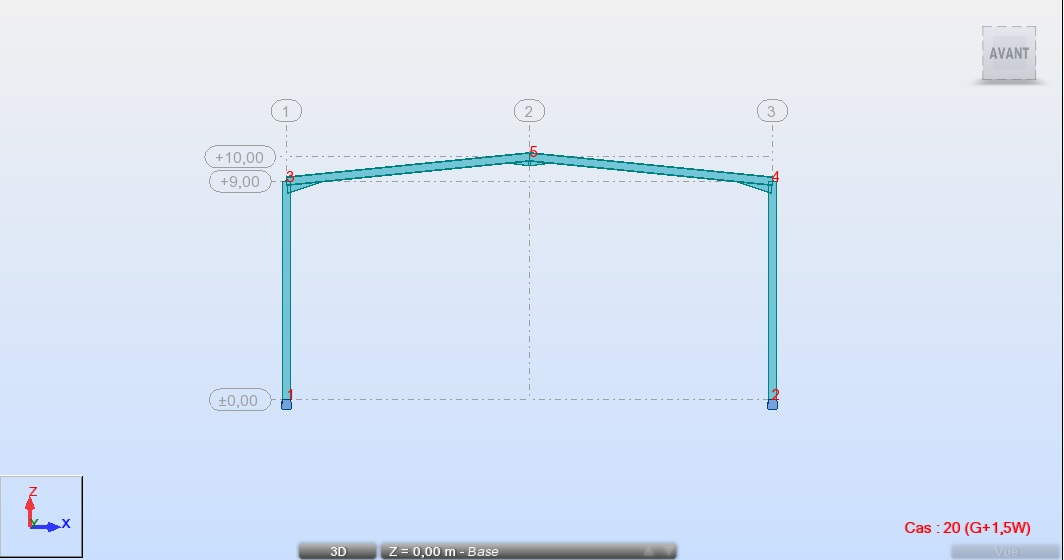 AVANT
1 2 3
+10,00
5
+9,00
3 4
±0,00
1 2
Z
Y X
Cas : 20 (G+1,5W)
3D Z = 0,00 m - Base Vue